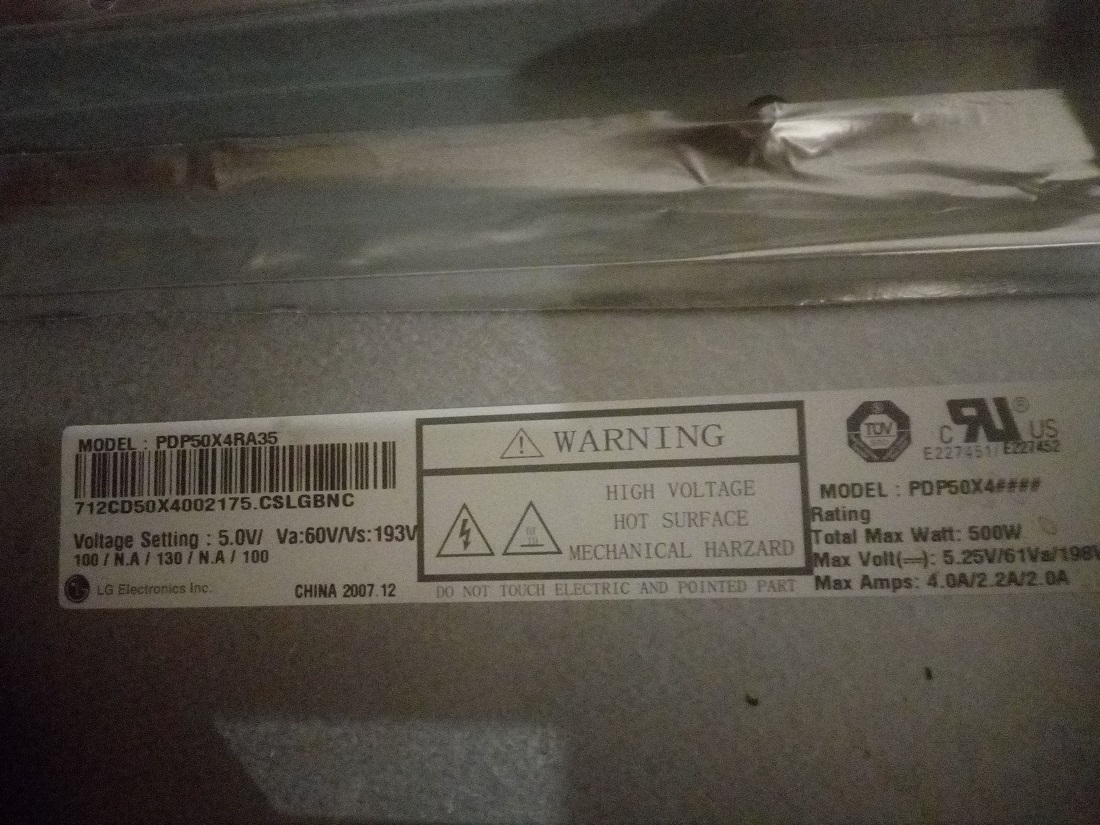 MODEL : PDP50X4RA35
712CD50X4002175.CSLGBNC
Voltage Setting : 5.0V/ Va:60V/Vs:193V
100 / N.A / 130 / N.A / 100
LG Electronics Inc.
CHINA 2007.12
WARNING
HIGH VOLTAGE
HOT SURFACE
MECHANICAL HARZARD
DO NOT TOUCH ELECTRIC AND POINTED PART
TÜV
C RU ® US
E227451/E227452
MODEL : PDP50X4####
Rating
Total Max Watt: 500W
Max Volt(⎓): 5.25V/61Va/198V
Max Amps: 4.0A/2.2A/2.0A